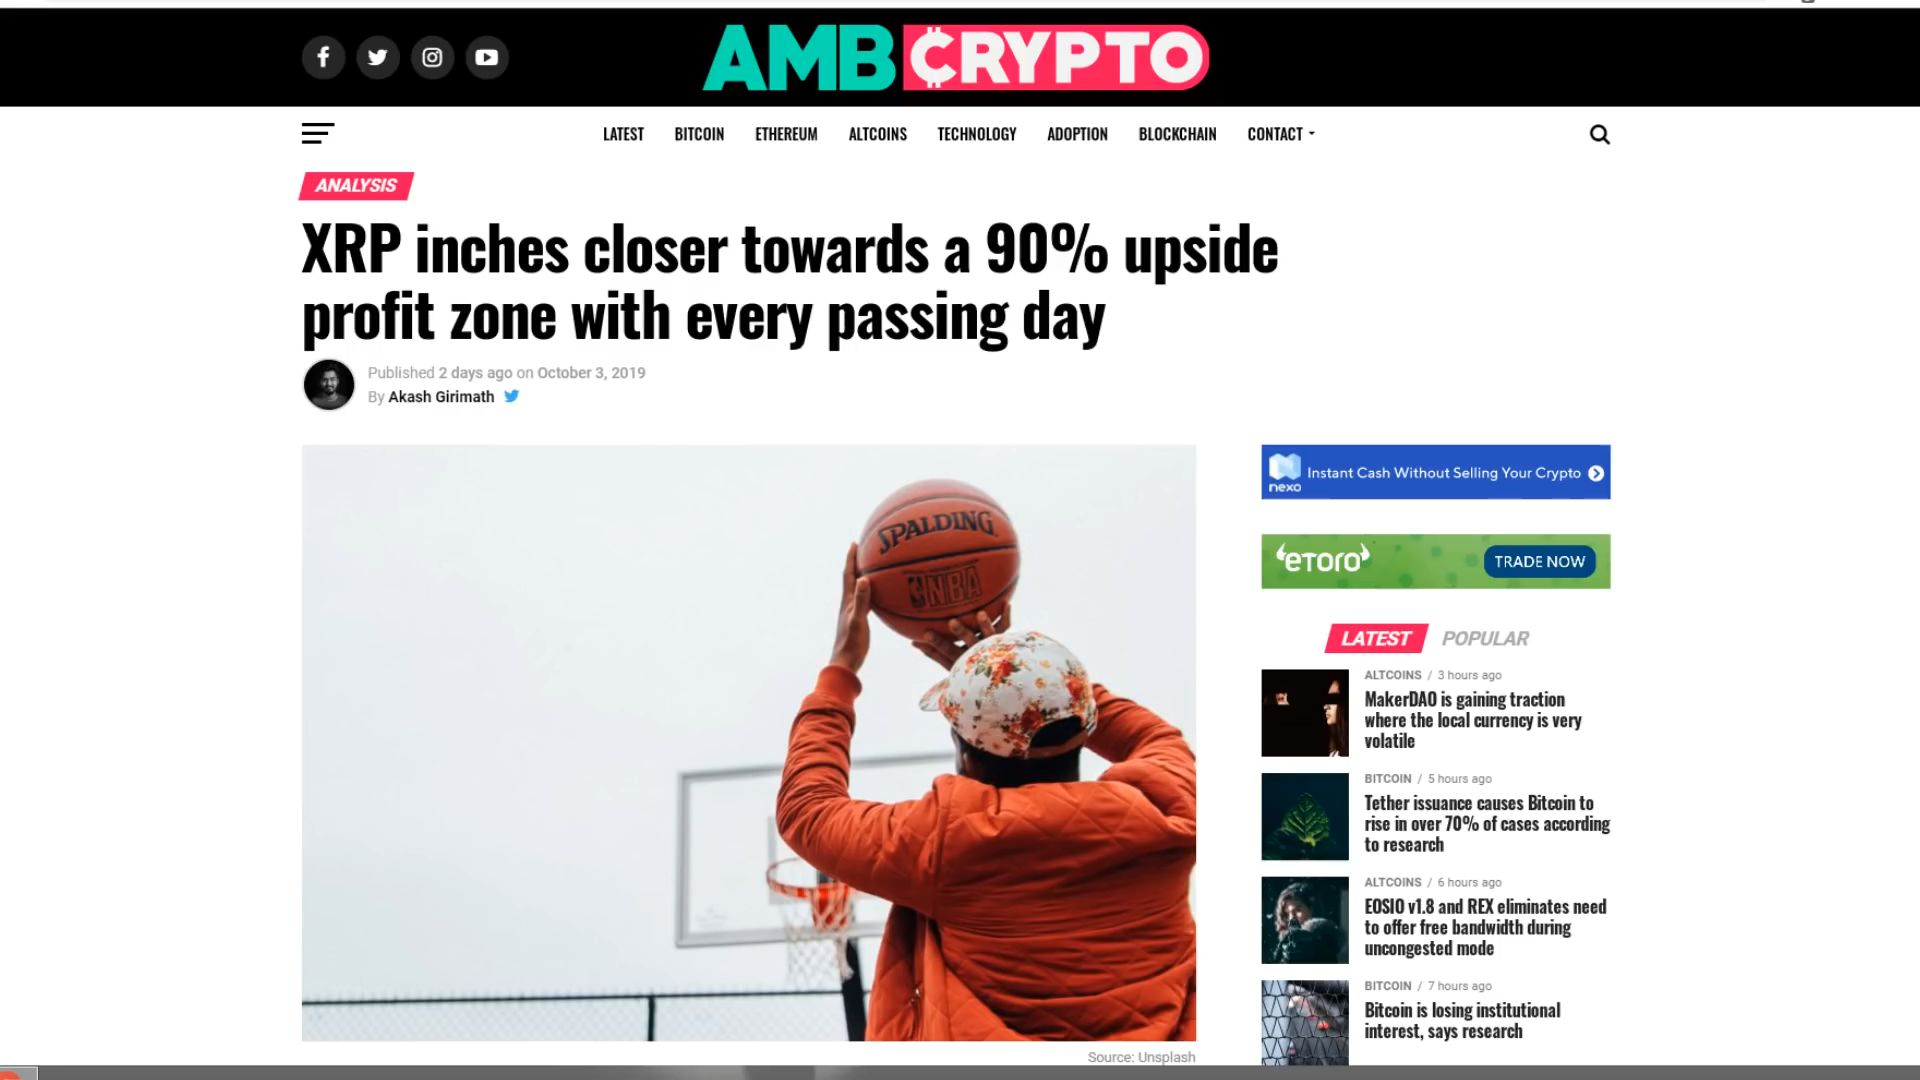 AMBCRYPTO
LATEST BITCOIN ETHEREUM ALTCOINS TECHNOLOGY ADOPTION BLOCKCHAIN CONTACT
ANALYSIS
XRP inches closer towards a 90% upside
profit zone with every passing day
Published 2 days ago on October 3, 2019
By Akash Girimath
SPALDING
NBA
Source: Unsplash
nexo
Instant Cash Without Selling Your Crypto
eToro
TRADE NOW
LATEST POPULAR
ALTCOINS / 3 hours ago
MakerDAO is gaining traction
where the local currency is very
volatile
BITCOIN / 5 hours ago
Tether issuance causes Bitcoin to
rise in over 70% of cases according
to research
ALTCOINS / 6 hours ago
EOSIO v1.8 and REX eliminates need
to offer free bandwidth during
uncongested mode
BITCOIN / 7 hours ago
Bitcoin is losing institutional
interest, says research